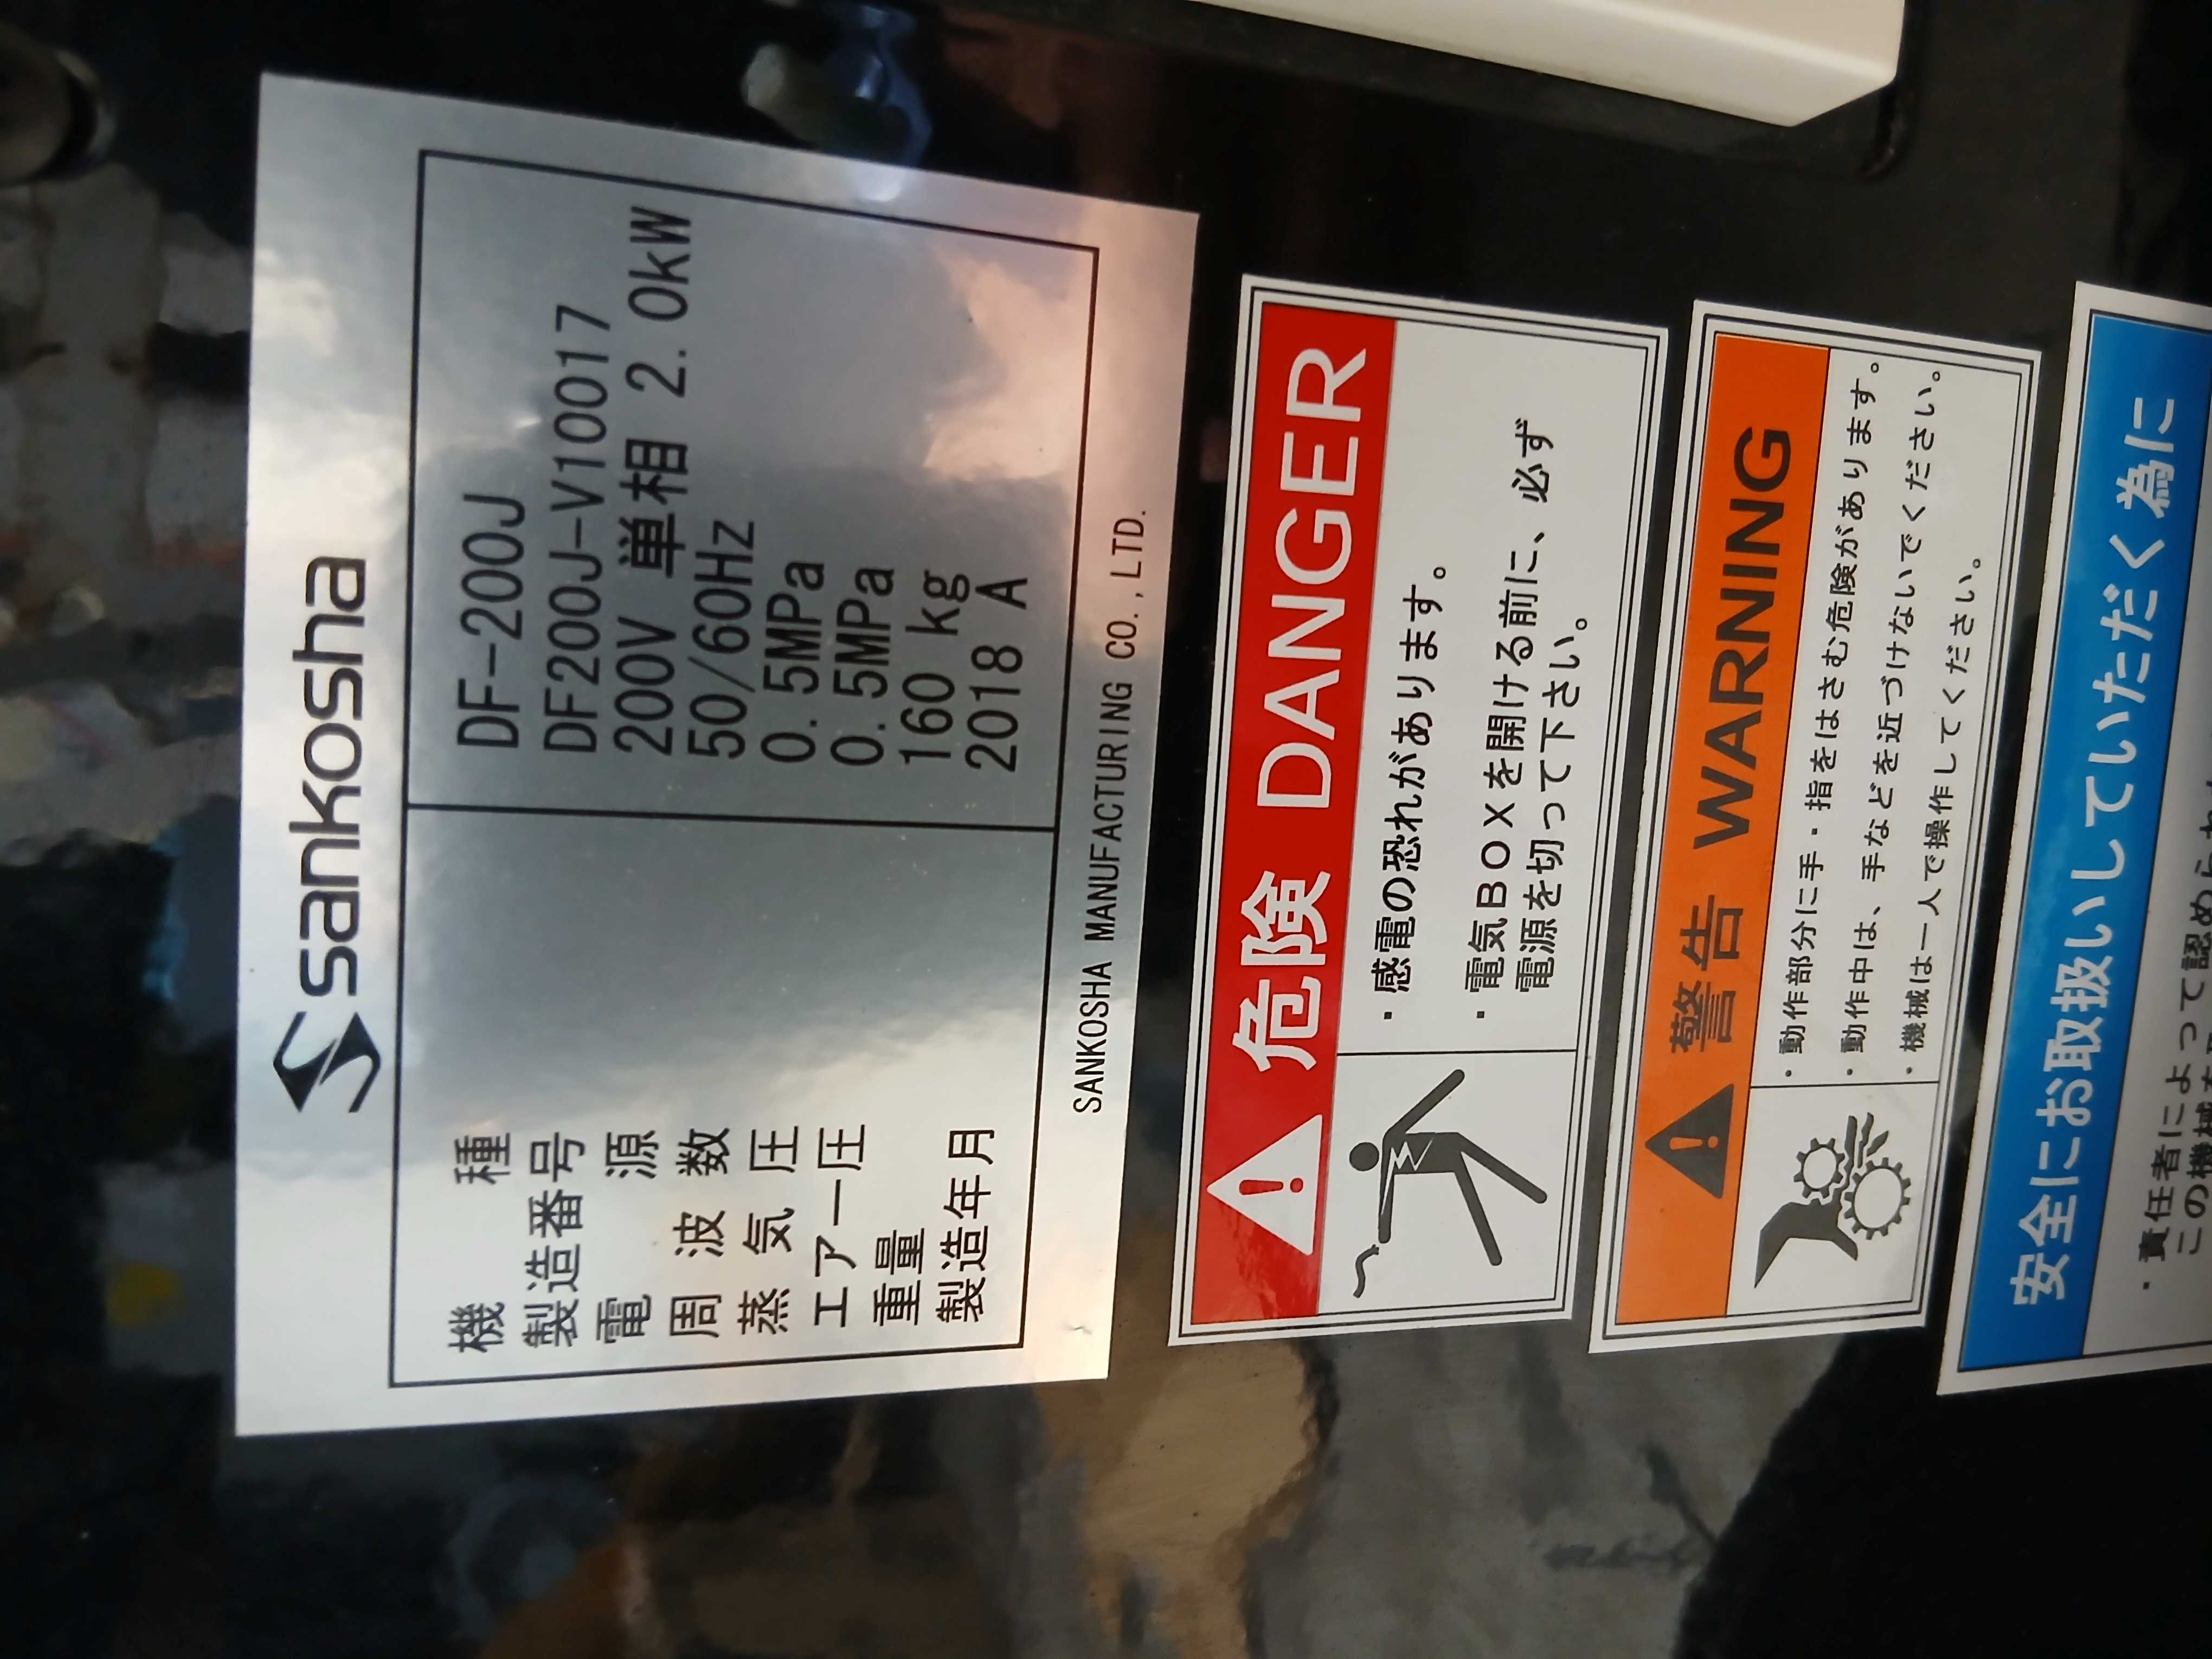 sankosha
機種 DF-200J
製造番号 DF200J-V10017
電源 200V 単相 2.0kW
周波数 50/60Hz
蒸気圧 0.5MPa
エアー圧 0.5MPa
重量 160 kg
製造年月 2018 A
SANKOSHA MANUFACTURING CO.,LTD.
危険 DANGER
・感電の恐れがあります。
・電気BOXを開ける前に、必ず
電源を切って下さい。
警告 WARNING
・動作部分に手・指をはさむ危険があります。
・動作中は、手などを近づけないでください。
・機械は一人で操作してください。
安全にお取扱いしていただく為に
・責任者によって認められ
この機械を